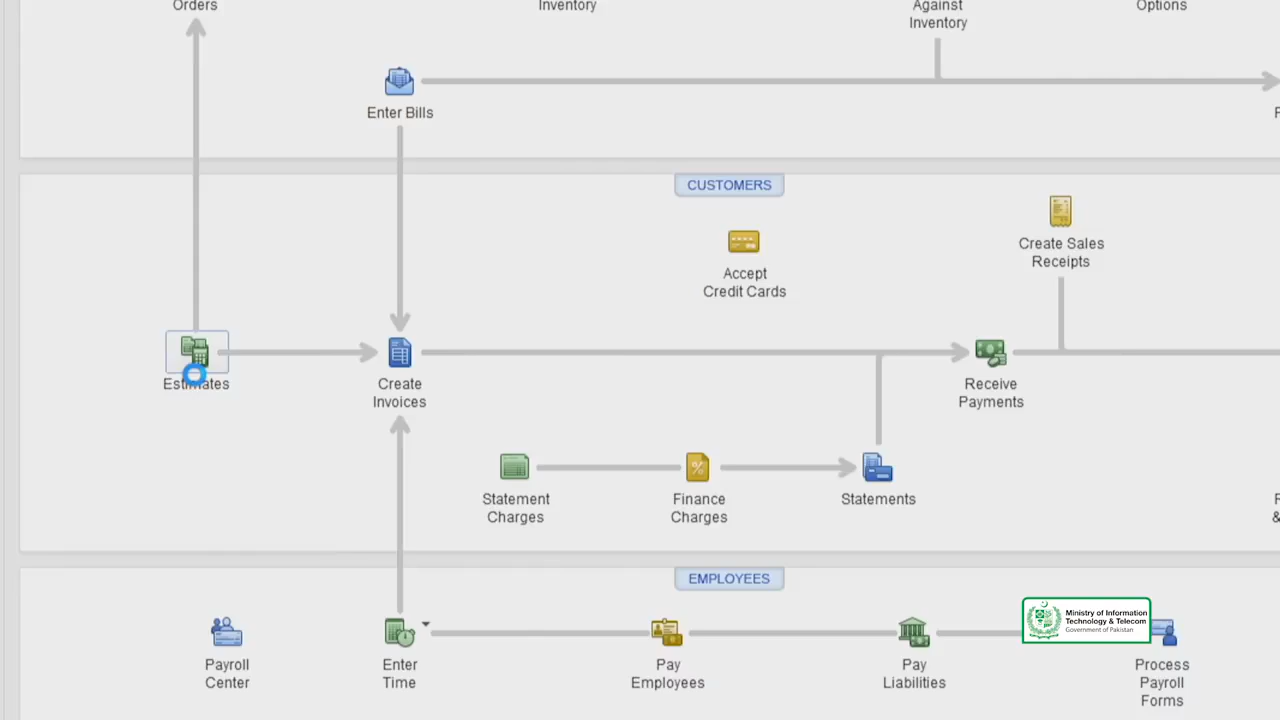 Orders
Inventory
Against
Inventory
Options
Enter Bills
CUSTOMERS
Create Sales
Receipts
Accept
Credit Cards
Estimates
Create
Invoices
Receive
Payments
Statement
Charges
Finance
Charges
Statements
&
EMPLOYEES
Ministry of Information
Technology & Telecom
Government of Pakistan
Payroll
Center
Enter
Time
Pay
Employees
Pay
Liabilities
Process
Payroll
Forms